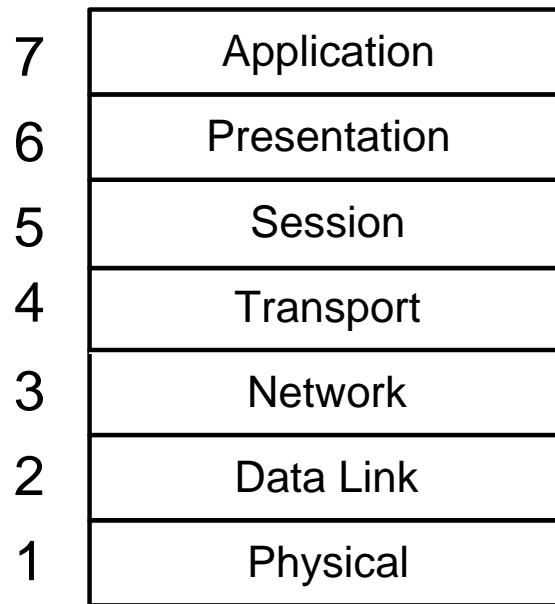 7 Application
6 Presentation
5 Session
4 Transport
3 Network
2 Data Link
1 Physical